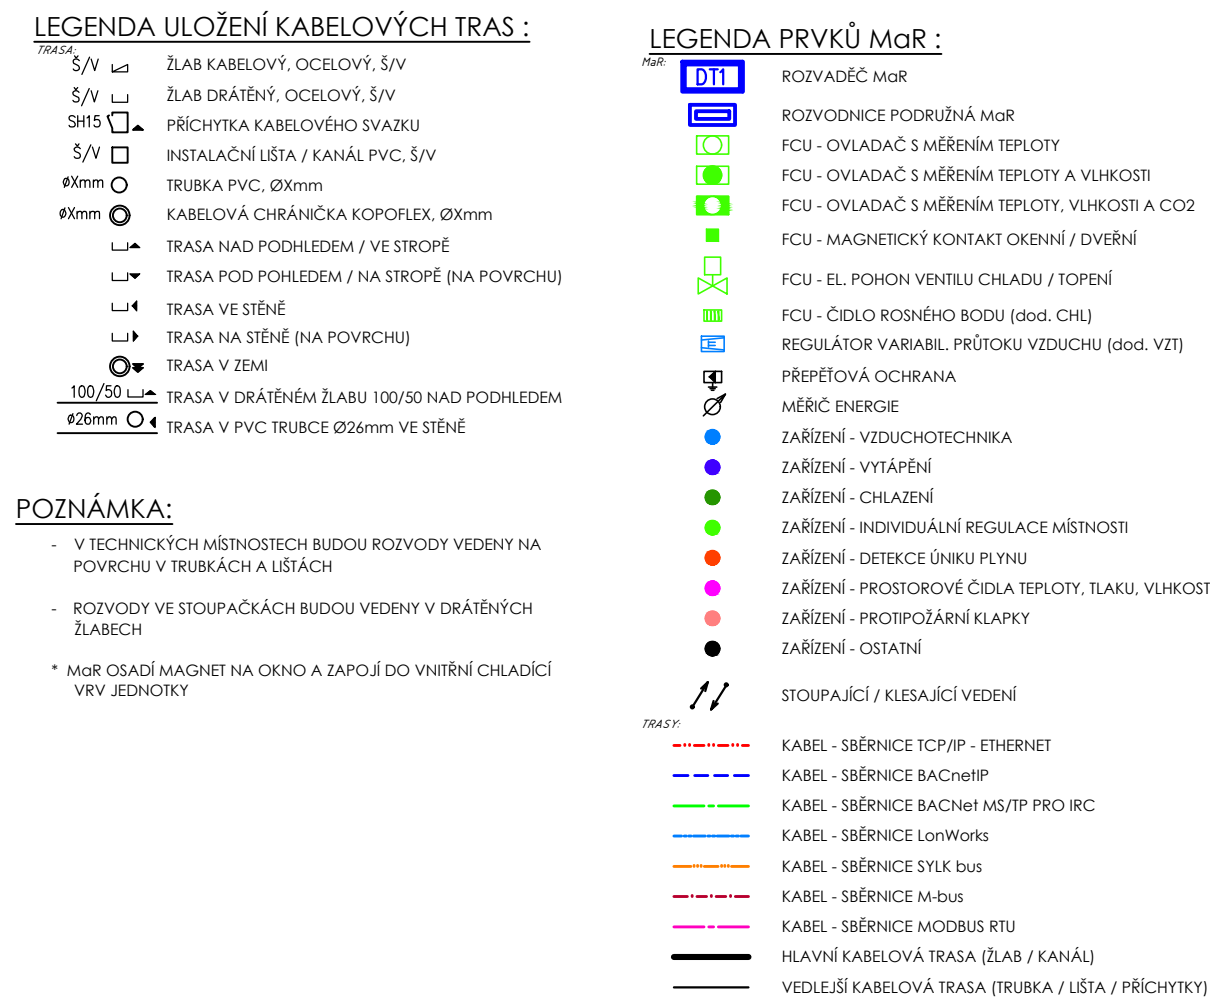 LEGENDA ULOŽENÍ KABELOVÝCH TRAS :
TRASA:
Š/V ŽLAB KABELOVÝ, OCELOVÝ, Š/V
Š/V ŽLAB DRÁTĚNÝ, OCELOVÝ, Š/V
SH15 PŘÍCHYTKA KABELOVÉHO SVAZKU
Š/V INSTALAČNÍ LIŠTA / KANÁL PVC, Š/V
øXmm TRUBKA PVC, ØXmm
øXmm KABELOVÁ CHRÁNIČKA KOPOFLEX, ØXmm
TRASA NAD PODHLEDEM / VE STROPĚ
TRASA POD POHLEDEM / NA STROPĚ (NA POVRCHU)
TRASA VE STĚNĚ
TRASA NA STĚNĚ (NA POVRCHU)
TRASA V ZEMI
100/50 TRASA V DRÁTĚNÉM ŽLABU 100/50 NAD PODHLEDEM
ø26mm TRASA V PVC TRUBCE Ø26mm VE STĚNĚ
POZNÁMKA:
- V TECHNICKÝCH MÍSTNOSTECH BUDOU ROZVODY VEDENY NA
POVRCHU V TRUBKÁCH A LIŠTÁCH
- ROZVODY VE STOUPAČKÁCH BUDOU VEDENY V DRÁTĚNÝCH
ŽLABECH
* MaR OSADÍ MAGNET NA OKNO A ZAPOJÍ DO VNITŘNÍ CHLADÍCÍ
VRV JEDNOTKY
LEGENDA PRVKŮ MaR :
MaR:
DT1 ROZVADĚČ MaR
ROZVODNICE PODRUŽNÁ MaR
FCU - OVLADAČ S MĚŘENÍM TEPLOTY
FCU - OVLADAČ S MĚŘENÍM TEPLOTY A VLHKOSTI
FCU - OVLADAČ S MĚŘENÍM TEPLOTY, VLHKOSTI A CO2
FCU - MAGNETICKÝ KONTAKT OKENNÍ / DVEŘNÍ
FCU - EL. POHON VENTILU CHLADU / TOPENÍ
FCU - ČIDLO ROSNÉHO BODU (dod. CHL)
E REGULÁTOR VARIABIL. PRŮTOKU VZDUCHU (dod. VZT)
PŘEPĚŤOVÁ OCHRANA
MĚŘIČ ENERGIE
ZAŘÍZENÍ - VZDUCHOTECHNIKA
ZAŘÍZENÍ - VYTÁPĚNÍ
ZAŘÍZENÍ - CHLAZENÍ
ZAŘÍZENÍ - INDIVIDUÁLNÍ REGULACE MÍSTNOSTI
ZAŘÍZENÍ - DETEKCE ÚNIKU PLYNU
ZAŘÍZENÍ - PROSTOROVÉ ČIDLA TEPLOTY, TLAKU, VLHKOST
ZAŘÍZENÍ - PROTIPOŽÁRNÍ KLAPKY
ZAŘÍZENÍ - OSTATNÍ
STOUPAJÍCÍ / KLESAJÍCÍ VEDENÍ
TRASY:
KABEL - SBĚRNICE TCP/IP - ETHERNET
KABEL - SBĚRNICE BACnetIP
KABEL - SBĚRNICE BACNet MS/TP PRO IRC
KABEL - SBĚRNICE LonWorks
KABEL - SBĚRNICE SYLK bus
KABEL - SBĚRNICE M-bus
KABEL - SBĚRNICE MODBUS RTU
HLAVNÍ KABELOVÁ TRASA (ŽLAB / KANÁL)
VEDLEJŠÍ KABELOVÁ TRASA (TRUBKA / LIŠTA / PŘÍCHYTKY)